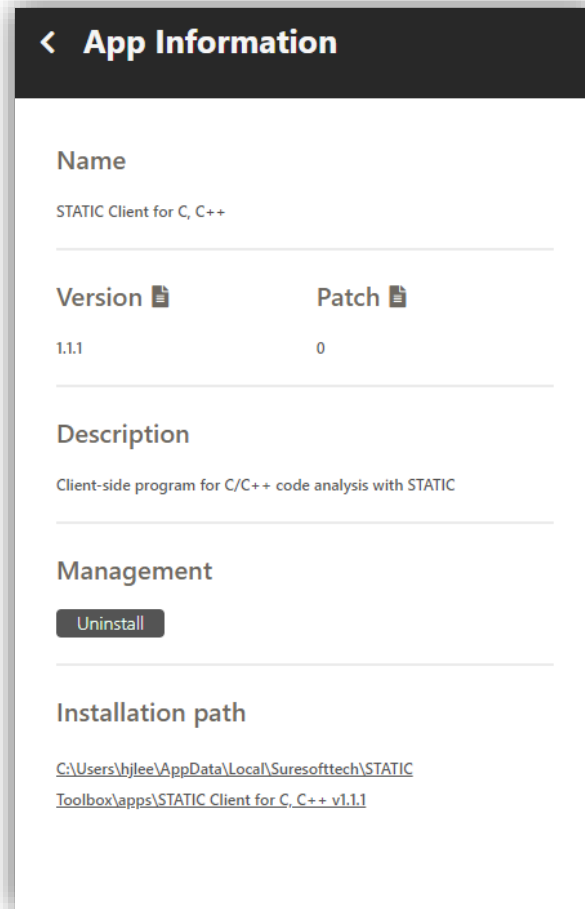 App Information
Name
STATIC Client for C, C++
Version Patch
1.1.1 0
Description
Client-side program for C/C++ code analysis with STATIC
Management
Uninstall
Installation path
C:\Users\hjlee\AppData\Local\Suresofttech\STATIC
Toolbox\apps\STATIC Client for C, C++ v1.1.1